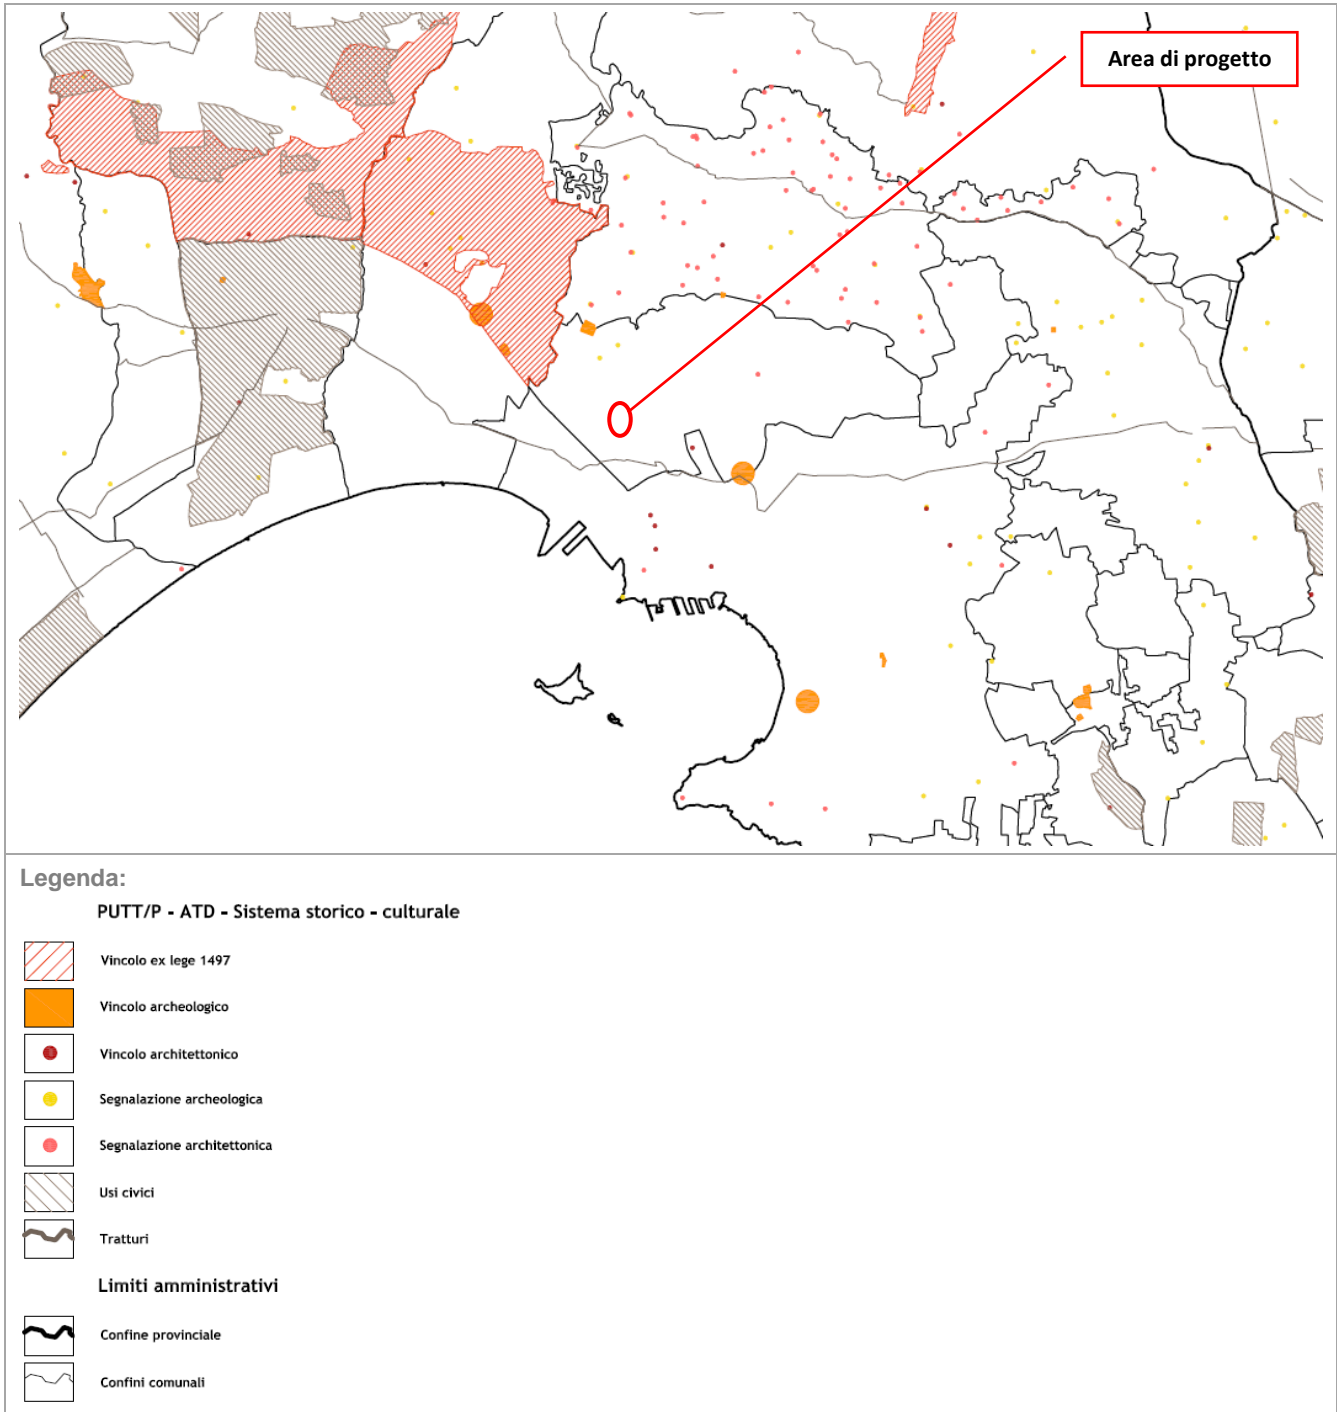 Area di progetto
Legenda:
PUTT/P - ATD - Sistema storico - culturale
Vincolo ex lege 1497
Vincolo archeologico
Vincolo architettonico
Segnalazione archeologica
Segnalazione architettonica
Usi civici
Tratturi
Limiti amministrativi
Confine provinciale
Confini comunali